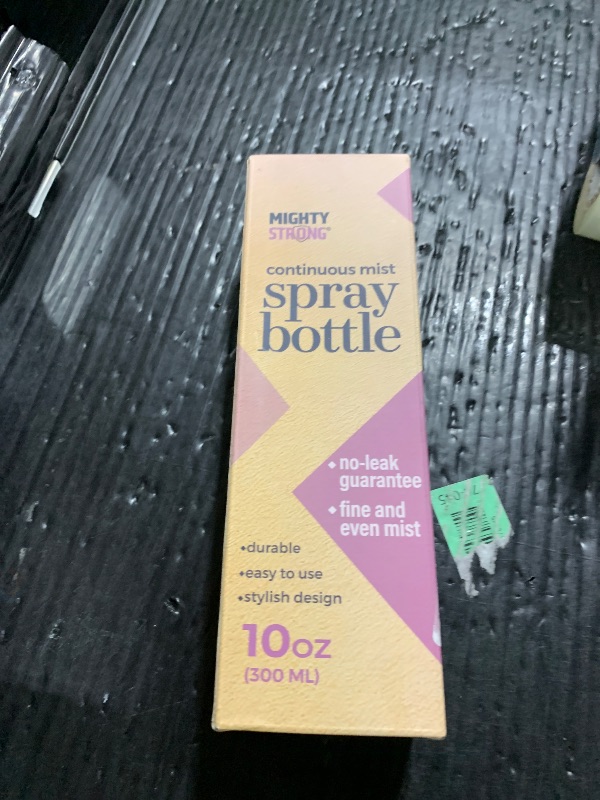 MIGHTY
STRONG®
continuous mist
spray
bottle
• no-leak
guarantee
• fine and
even mist
•durable
•easy to use
•stylish design
10oz
(300 ML)